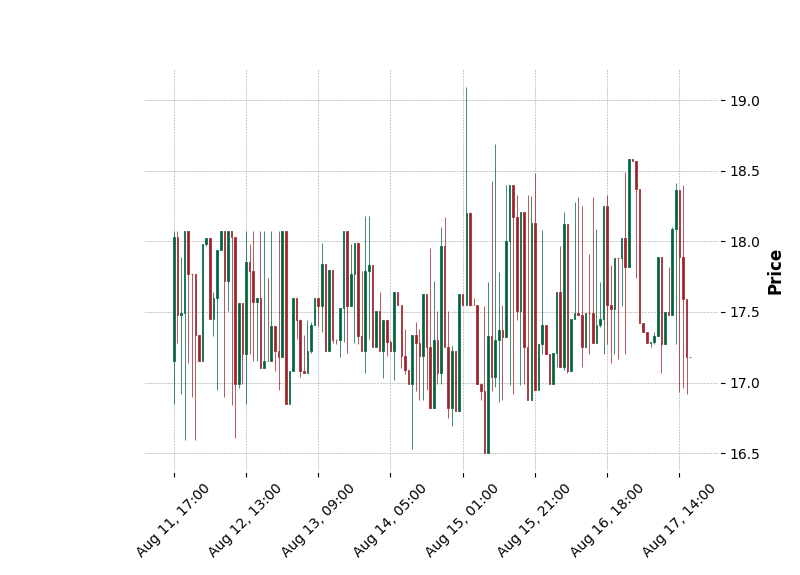 19.0
18.5
18.0
17.5
17.0
16.5
Price
Aug 11, 17:00
Aug 12, 13:00
Aug 13, 09:00
Aug 14, 05:00
Aug 15, 01:00
Aug 15, 21:00
Aug 16, 18:00
Aug 17, 14:00